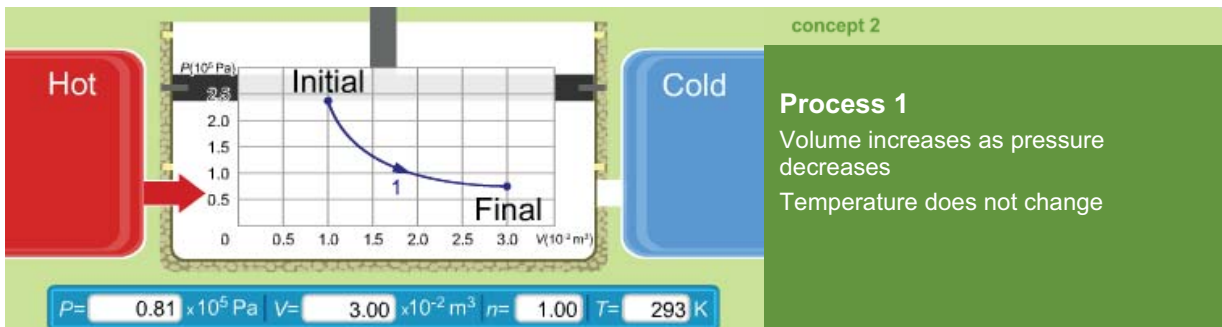 concept 2
Hot
Cold
P(10⁵ Pa)
Initial
2.5
2.0
1.5
1.0
0.5
1
Final
0 0.5 1.0 1.5 2.0 2.5 3.0 V(10⁻² m³)
P= 0.81 x10⁵ Pa V= 3.00 x10⁻² m³ n= 1.00 T= 293 K
Process 1
Volume increases as pressure
decreases
Temperature does not change